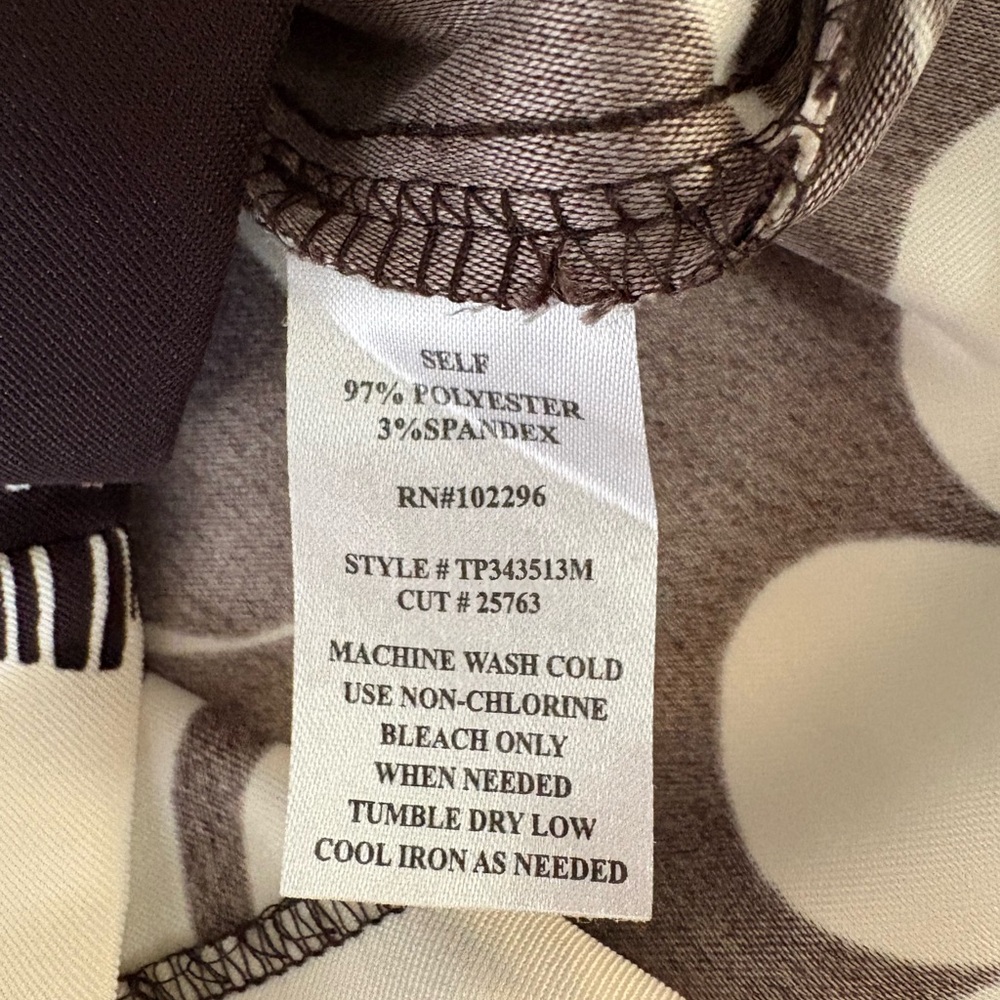 SELF
97% POLYESTER
3%SPANDEX
RN#102296
STYLE # TP343513M
CUT # 25763
MACHINE WASH COLD
USE NON-CHLORINE
BLEACH ONLY
WHEN NEEDED
TUMBLE DRY LOW
COOL IRON AS NEEDED